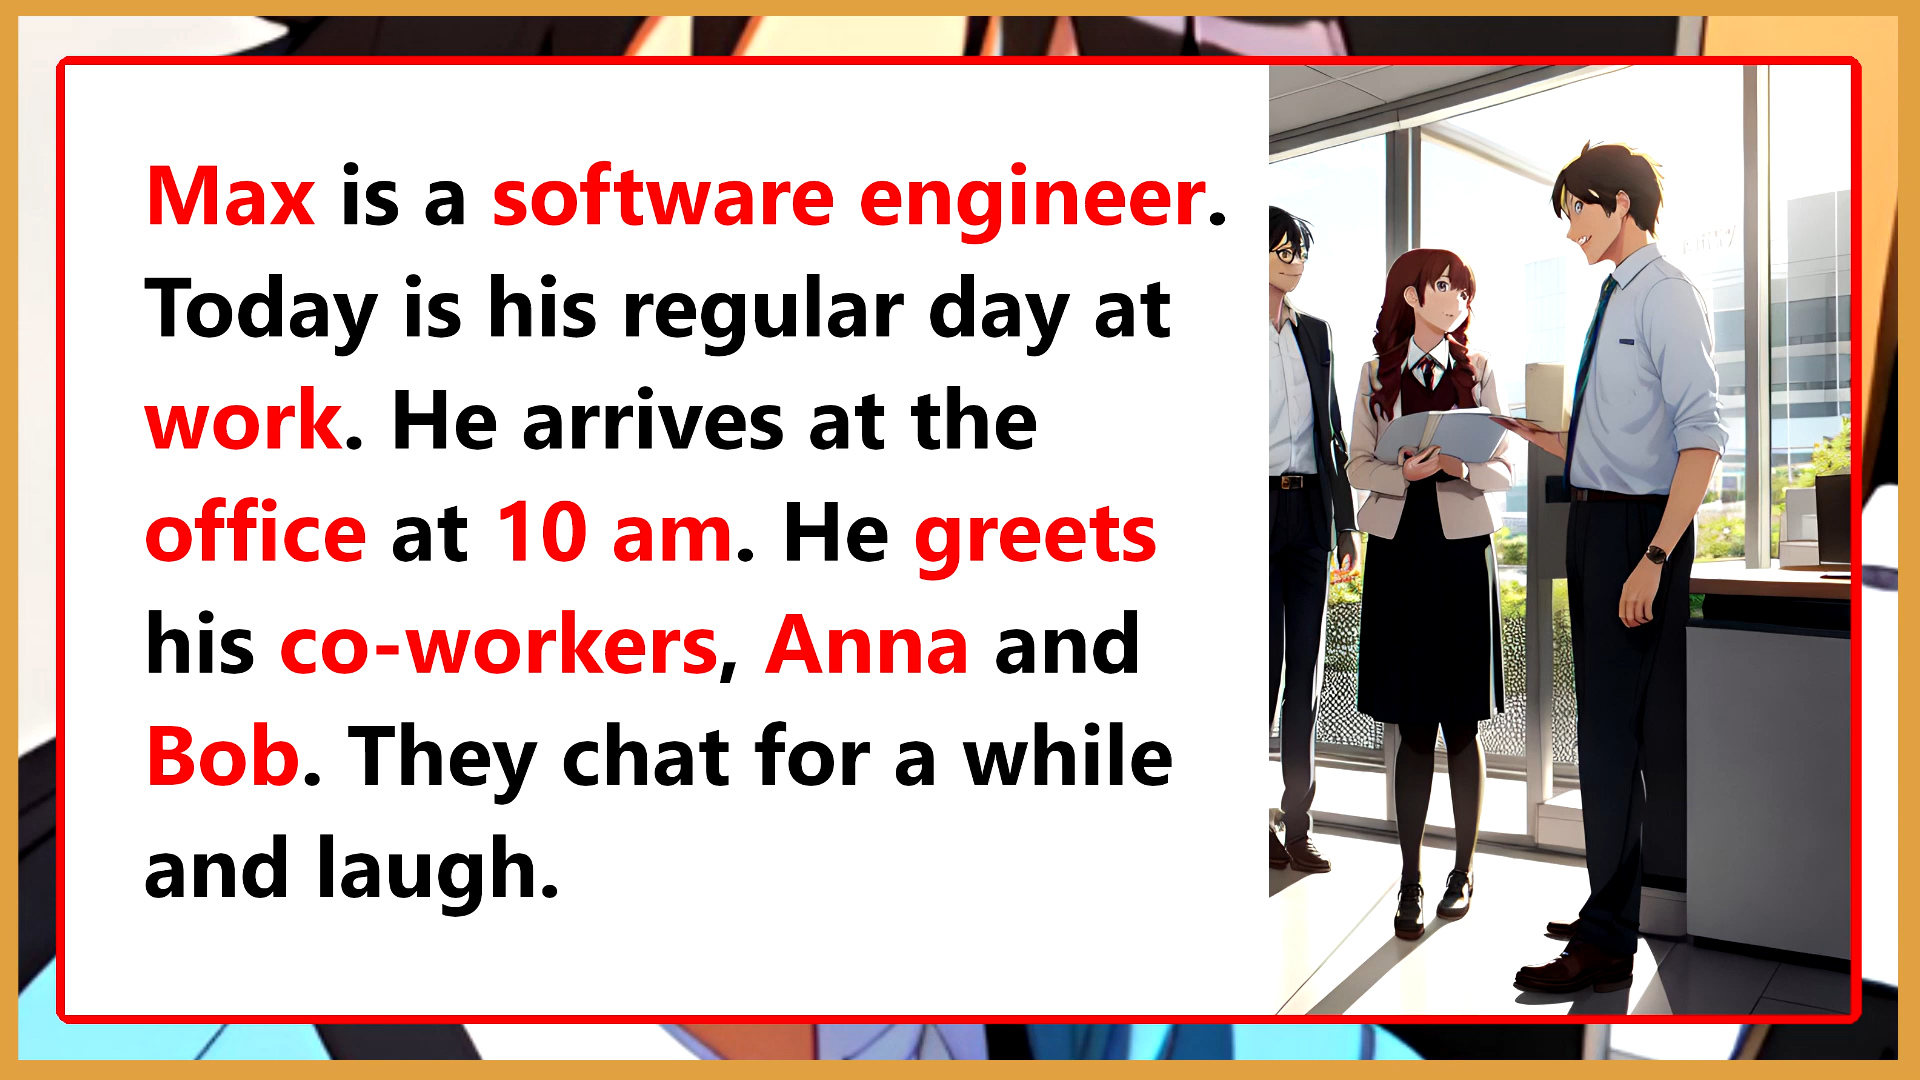 Max is a software engineer.
Today is his regular day at
work. He arrives at the
office at 10 am. He greets
his co-workers, Anna and
Bob. They chat for a while
and laugh.